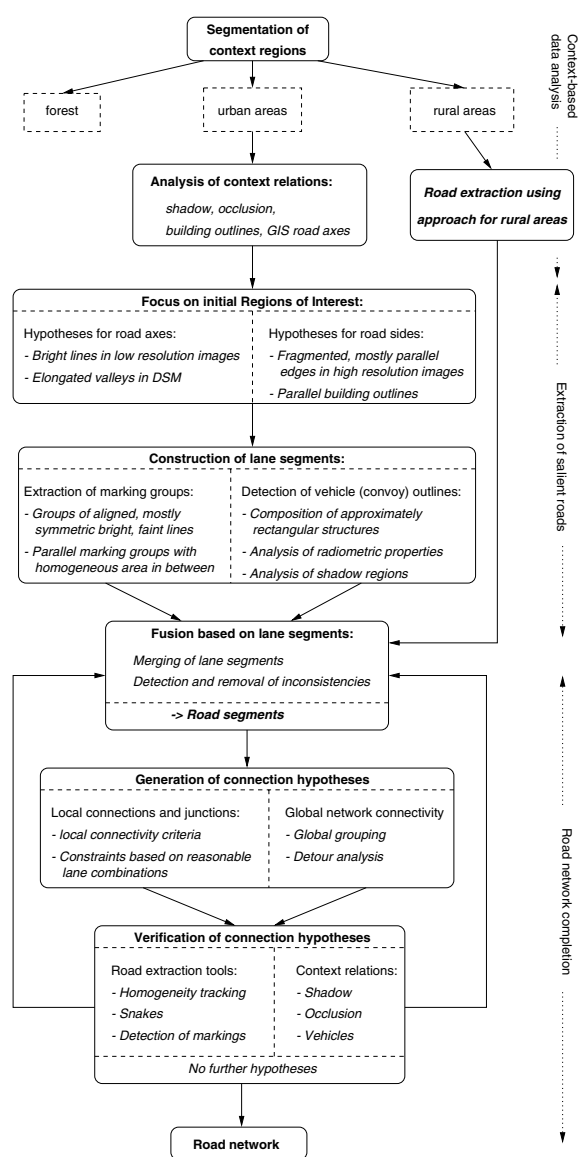 Segmentation of
context regions
forest
urban areas
rural areas
Analysis of context relations:
shadow, occlusion,
building outlines, GIS road axes
Road extraction using
approach for rural areas
Focus on initial Regions of Interest:
Hypotheses for road axes:
- Bright lines in low resolution images
- Elongated valleys in DSM
Hypotheses for road sides:
- Fragmented, mostly parallel
edges in high resolution images
- Parallel building outlines
Construction of lane segments:
Extraction of marking groups:
- Groups of aligned, mostly
symmetric bright, faint lines
- Parallel marking groups with
homogeneous area in between
Detection of vehicle (convoy) outlines:
- Composition of approximately
rectangular structures
- Analysis of radiometric properties
- Analysis of shadow regions
Fusion based on lane segments:
Merging of lane segments
Detection and removal of inconsistencies
-> Road segments
Generation of connection hypotheses
Local connections and junctions:
- local connectivity criteria
- Constraints based on reasonable
lane combinations
Global network connectivity
- Global grouping
- Detour analysis
Verification of connection hypotheses
Road extraction tools:
- Homogeneity tracking
- Snakes
- Detection of markings
Context relations:
- Shadow
- Occlusion
- Vehicles
No further hypotheses
Road network
Context-based
data analysis
Extraction of salient roads
Road network completion